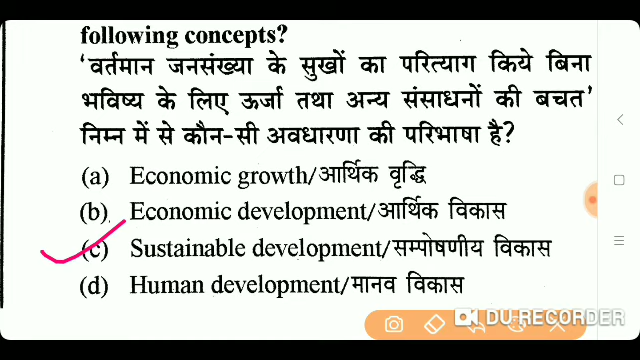 following concepts?
'वर्तमान जनसंख्या के सुखों का परित्याग किये बिना
भविष्य के लिए ऊर्जा तथा अन्य संसाधनों की बचत'
निम्न में से कौन-सी अवधारणा की परिभाषा है?
(a) Economic growth/आर्थिक वृद्धि
(b) Economic development/आर्थिक विकास
(c) Sustainable development/सम्पोषणीय विकास
(d) Human development/मानव विकास
DU RECORDER